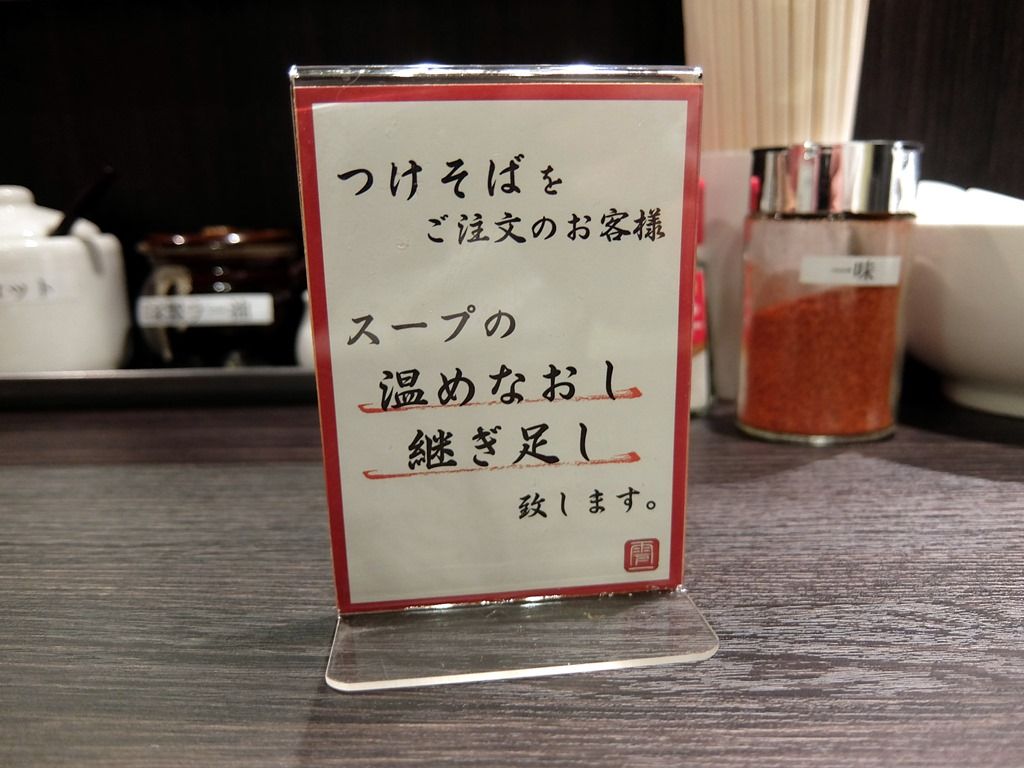 つけそばを
ご注文のお客様
スープの
温めなおし
継ぎ足し
致します。
一味